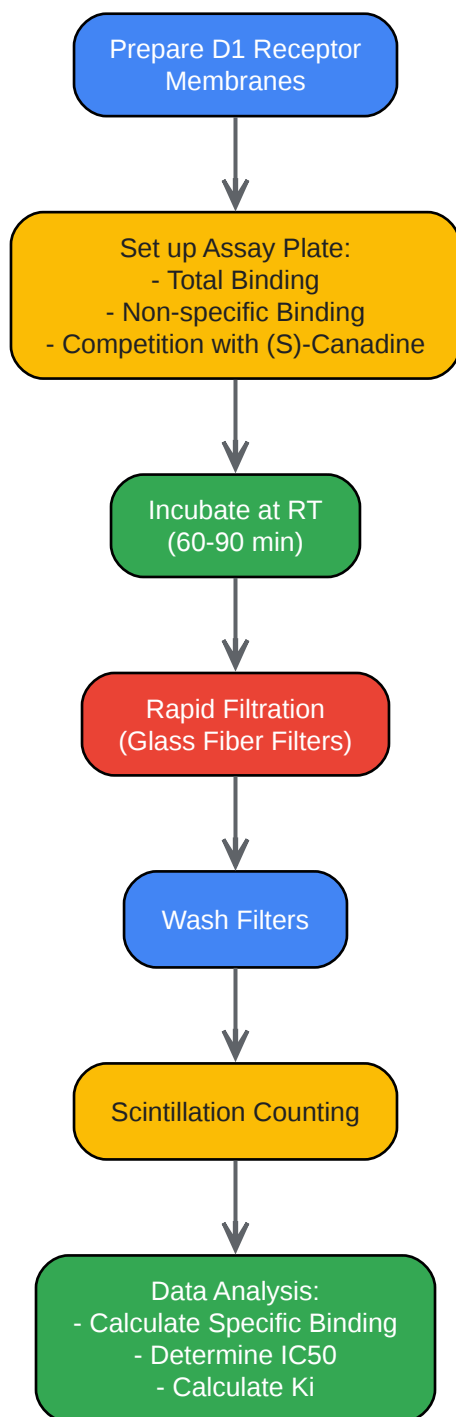 Prepare D1 Receptor
Membranes
Set up Assay Plate:
- Total Binding
- Non-specific Binding
- Competition with (S)-Canadine
Incubate at RT
(60-90 min)
Rapid Filtration
(Glass Fiber Filters)
Wash Filters
Scintillation Counting
Data Analysis:
- Calculate Specific Binding
- Determine IC50
- Calculate Ki